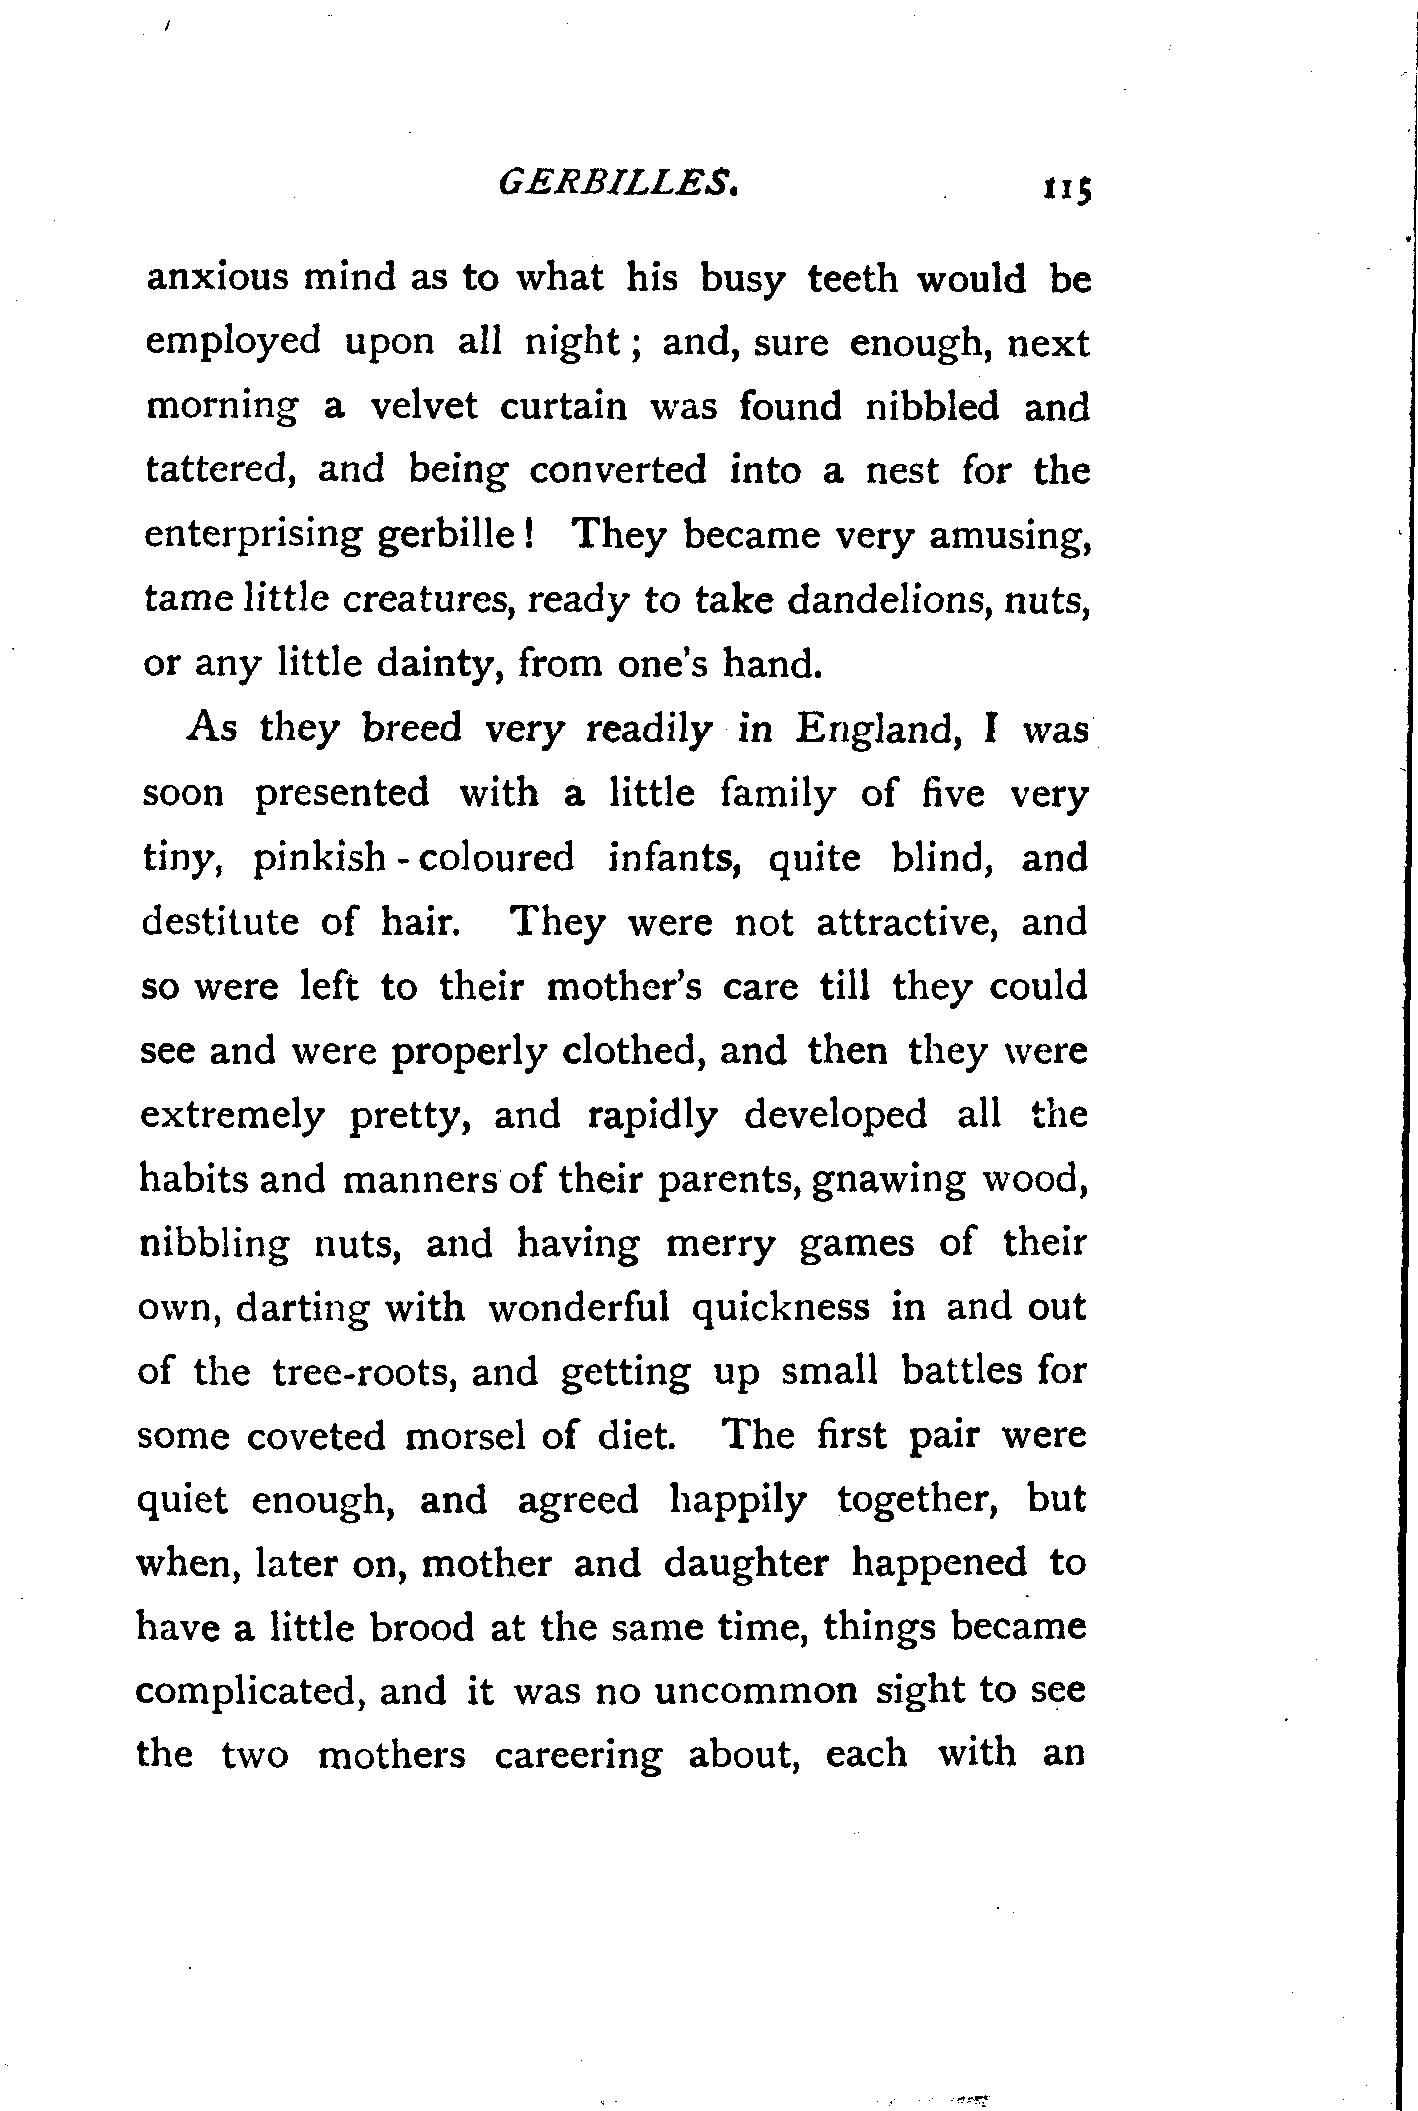 GERBILLES. 115
anxious mind as to what his busy teeth would be
employed upon all night ; and, sure enough, next
morning a velvet curtain was found nibbled and
tattered, and being converted into a nest for the
enterprising gerbille ! They became very amusing,
tame little creatures, ready to take dandelions, nuts,
or any little dainty, from one's hand.
As they breed very readily in England, I was
soon presented with a little family of five very
tiny, pinkish - coloured infants, quite blind, and
destitute of hair. They were not attractive, and
so were left to their mother's care till they could
see and were properly clothed, and then they were
extremely pretty, and rapidly developed all the
habits and manners of their parents, gnawing wood,
nibbling nuts, and having merry games of their
own, darting with wonderful quickness in and out
of the tree-roots, and getting up small battles for
some coveted morsel of diet. The first pair were
quiet enough, and agreed happily together, but
when, later on, mother and daughter happened to
have a little brood at the same time, things became
complicated, and it was no uncommon sight to see
the two mothers careering about, each with an